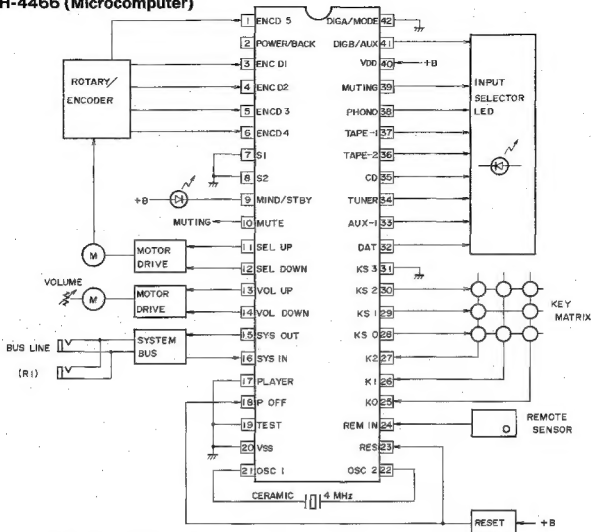 H-4466 (Microcomputer)
1 ENCD 5 DIGA/MODE 42
2 POWER/BACK DIGB/AUX 41
3 ENC D1 VDD 40 +B
4 ENC D2 MUTING 39
5 ENCD 3 PHONO 38
6 ENCD4 TAPE-1 37
7 S1 TAPE-2 36
8 S2 CD 35
9 MIND/STBY TUNER 34
10 MUTE AUX-1 33
11 SEL UP DAT 32
12 SEL DOWN KS 3 31
13 VOL UP KS 2 30
14 VOL DOWN KS 1 29
15 SYS OUT KS 0 28
16 SYS IN K2 27
17 PLAYER K1 26
18 P OFF K0 25
19 TEST REM IN 24
20 VSS RES 23
21 OSC 1 OSC 2 22
ROTARY/
ENCODER
+B
MUTING
M
MOTOR
DRIVE
VOLUME
M
MOTOR
DRIVE
BUS LINE
SYSTEM
BUS
(RI)
INPUT
SELECTOR
LED
KEY
MATRIX
REMOTE
SENSOR
CERAMIC 4 MHz
RESET +B